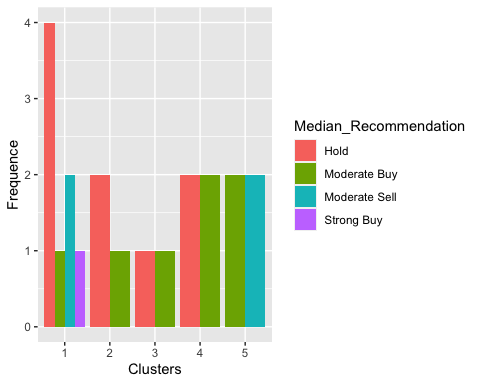 4
3
2
1
0
Frequence
1 2 3 4 5
Clusters
Median_Recommendation
Hold
Moderate Buy
Moderate Sell
Strong Buy